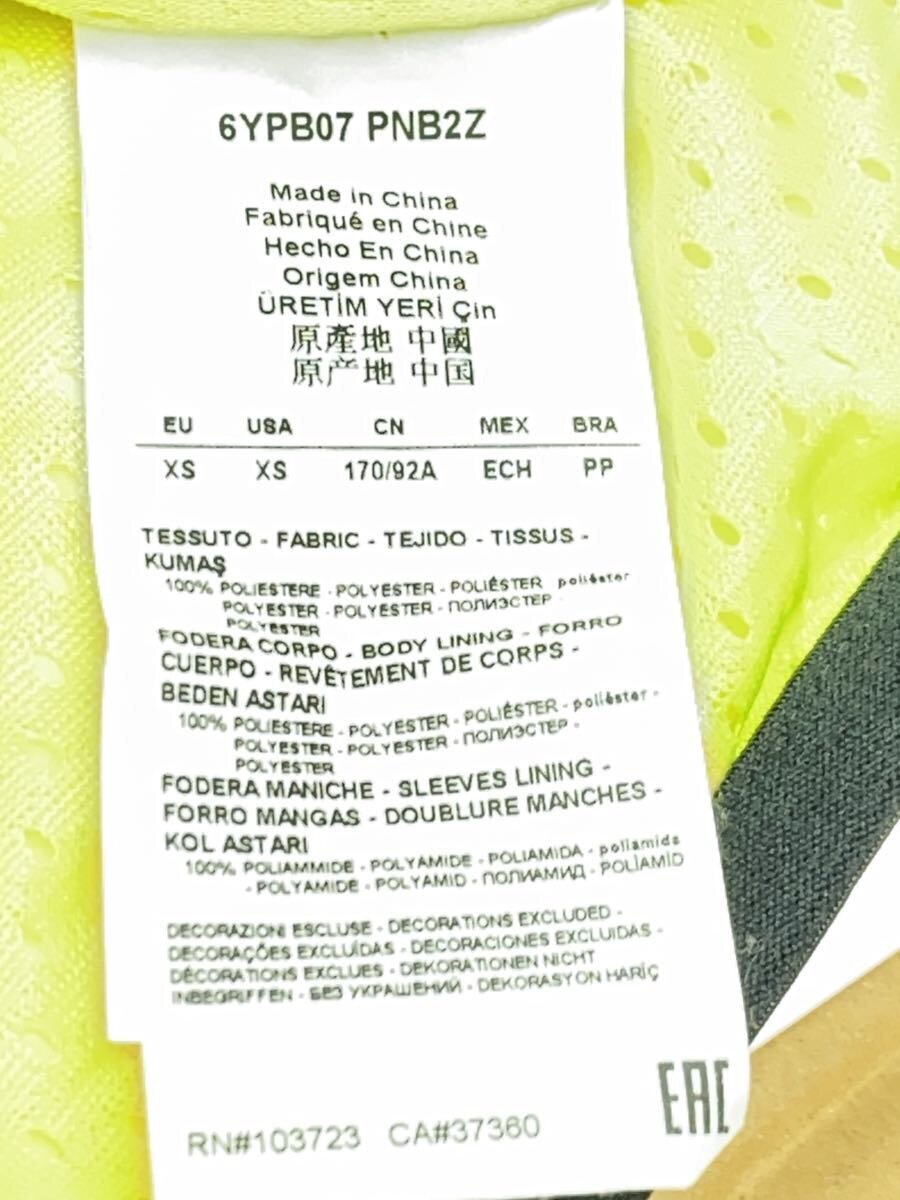 6YPB07 PNB2Z
Made in China
Fabriqué en Chine
Hecho En China
Origem China
ÜRETİM YERİ Çin
原產地 中國
原产地 中国
EU USA CN MEX BRA
XS XS 170/92A ECH PP
TESSUTO - FABRIC - TEJIDO - TISSUS -
KUMAŞ
100% POLIESTERE - POLYESTER - POLIÉSTER poliéster
POLYESTER - POLYESTER - ПОЛИЭСТЕР
POLYESTER
FODERA CORPO - BODY LINING - FORRO
CUERPO - REVÊTEMENT DE CORPS -
BEDEN ASTARI
100% POLIESTERE - POLYESTER - POLIÉSTER - poliéster -
POLYESTER - POLYESTER - ПОЛИЭСТЕР -
POLYESTER
FODERA MANICHE - SLEEVES LINING -
FORRO MANGAS - DOUBLURE MANCHES -
KOL ASTARI
100% POLIAMMIDE - POLYAMIDE - POLIAMIDA - poliamida
- POLYAMIDE - POLYAMID - ПОЛИАМИД - POLİAMİD
DECORAZIONI ESCLUSE - DECORATIONS EXCLUDED -
DECORAÇÕES EXCLUÍDAS - DECORACIONES EXCLUIDAS -
DÉCORATIONS EXCLUES - DEKORATIONEN NICHT
INBEGRIFFEN - БЕЗ УКРАШЕНИЙ - DEKORASYON HARİÇ
EAC
RN#103723 CA#37360